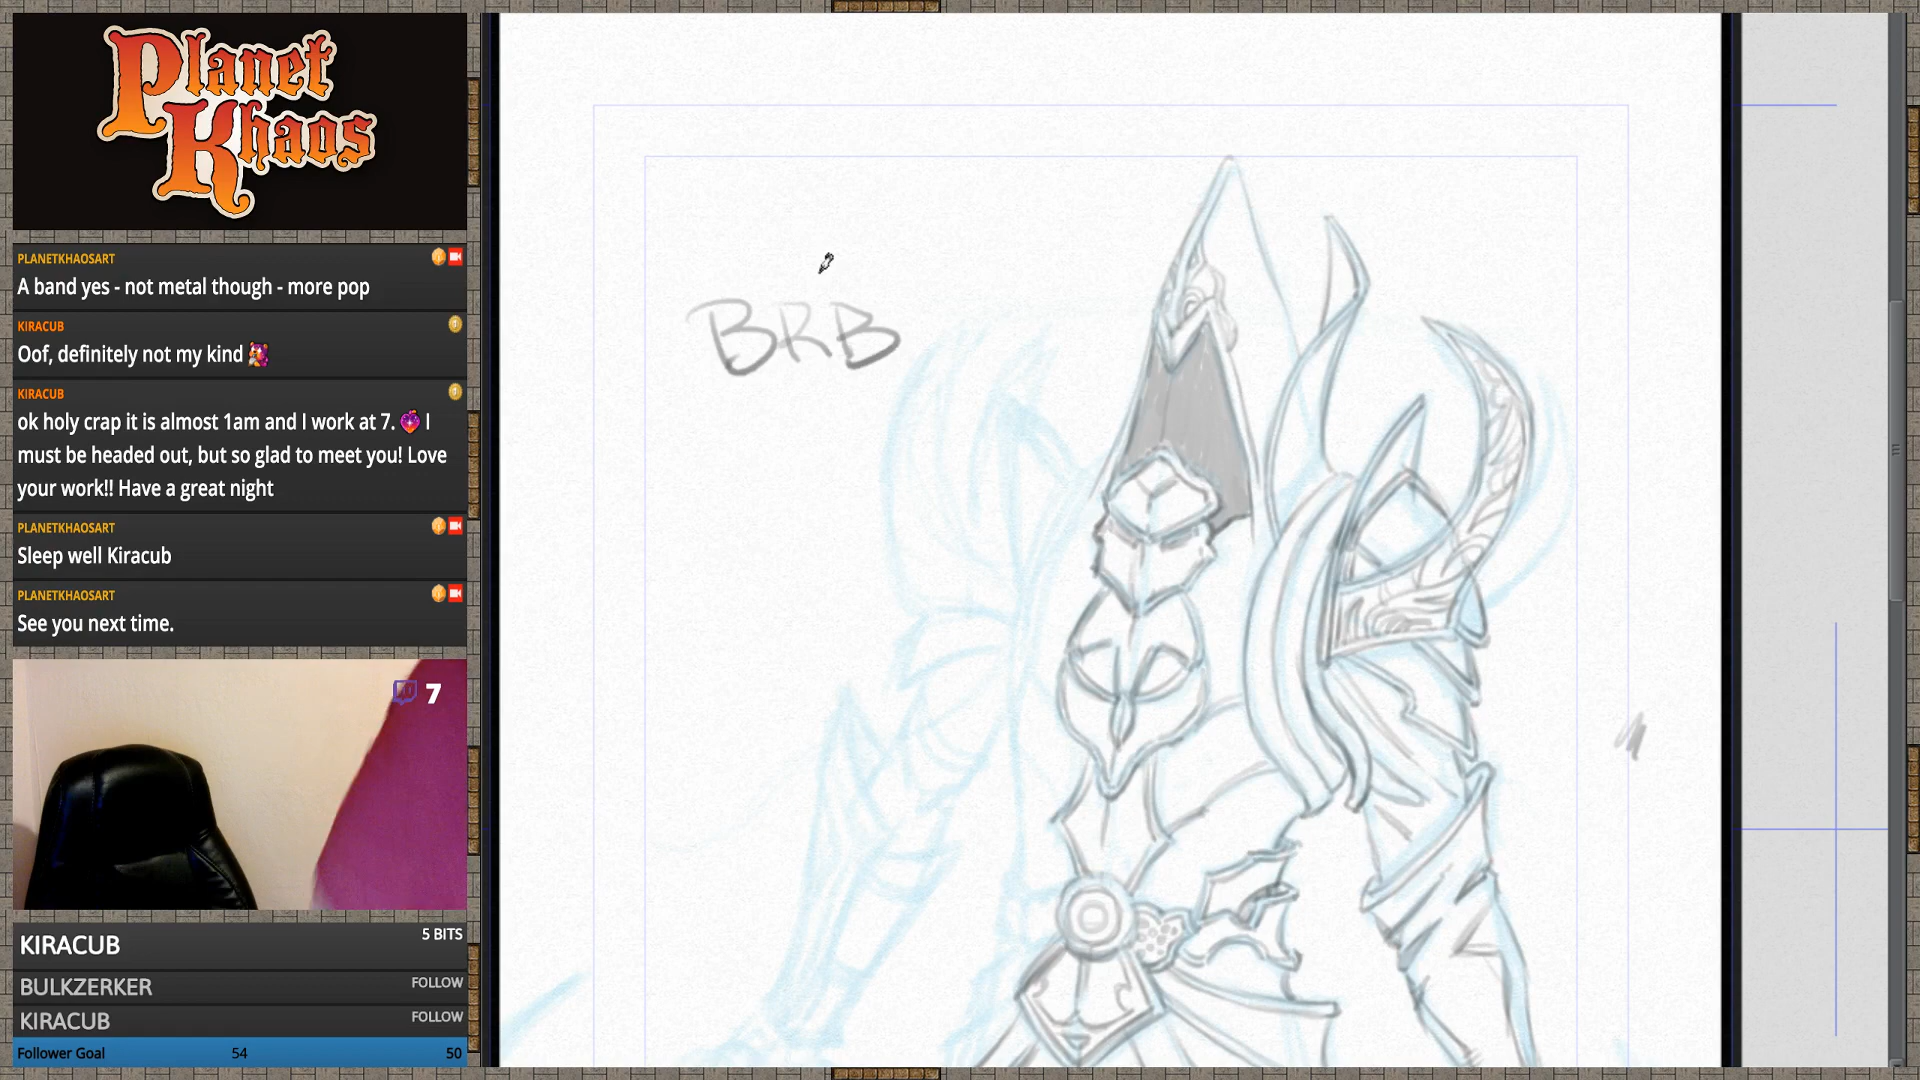 Planet
Khaos
PLANETKHAOSART
A band yes - not metal though - more pop
KIRACUB
Oof, definitely not my kind
KIRACUB
ok holy crap it is almost 1am and I work at 7. I
must be headed out, but so glad to meet you! Love
your work!! Have a great night
PLANETKHAOSART
Sleep well Kiracub
PLANETKHAOSART
See you next time.
7
KIRACUB 5 BITS
BULKZERKER FOLLOW
KIRACUB FOLLOW
Follower Goal 54 50
BRB